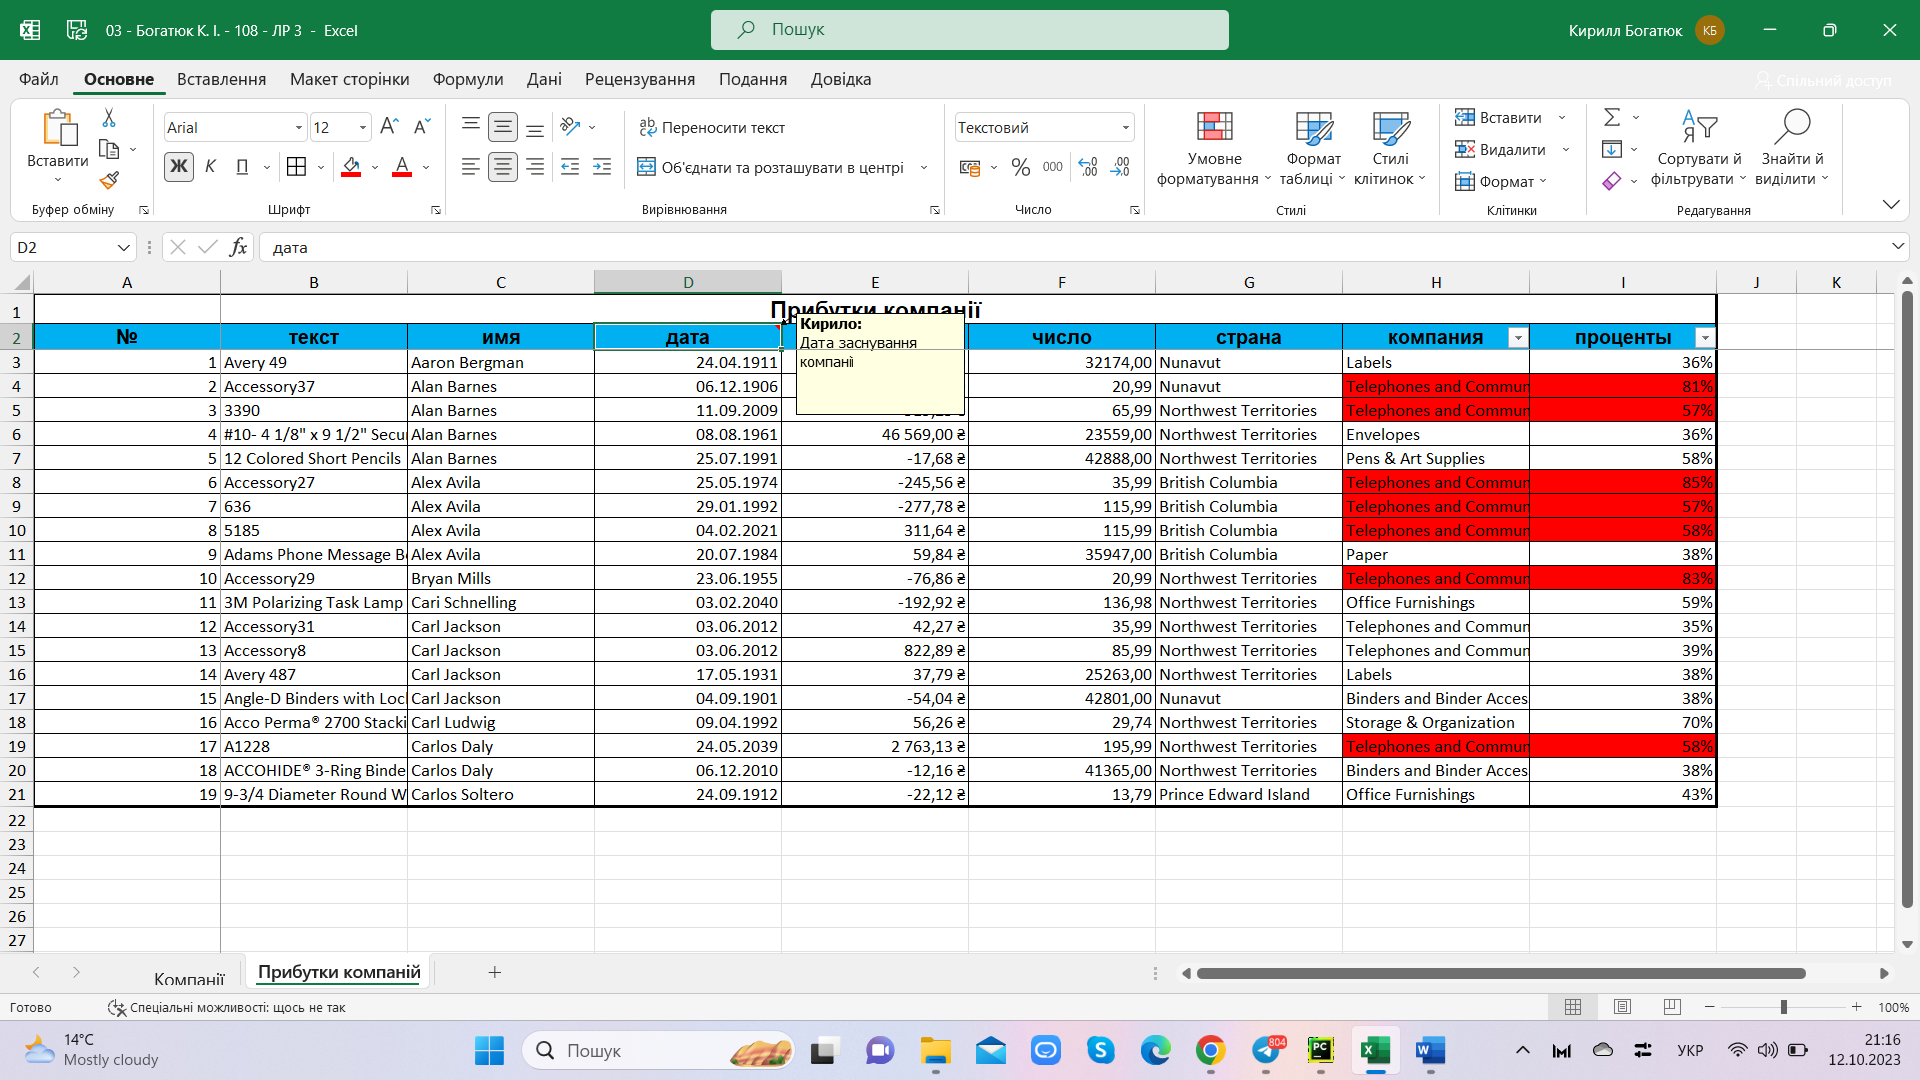 03 - Богатюк К. І. - 108 - ЛР 3 - Excel
Пошук
Кирилл Богатюк
КБ
Файл Основне Вставлення Макет сторінки Формули Дані Рецензування Подання Довідка
Спільний доступ
Вставити
Буфер обміну
Arial 12
Ж К П
Шрифт
Переносити текст
Об'єднати та розташувати в центрі
Вирівнювання
Текстовий
Число
Умовне форматування
Формат таблиці
Стилі клітинок
Стилі
Вставити
Видалити
Формат
Клітинки
Сортувати й фільтрувати
Знайти й виділити
Редагування
D2 fx дата
A B C D E F G H I J K
1 Прибутки компанії
2 № текст имя дата число страна компания проценты
Кирило:
Дата заснування
компані
3 1 Avery 49 Aaron Bergman 24.04.1911 32174,00 Nunavut Labels 36%
4 2 Accessory37 Alan Barnes 06.12.1906 20,99 Nunavut Telephones and Commun 81%
5 3 3390 Alan Barnes 11.09.2009 65,99 Northwest Territories Telephones and Commun 57%
6 4 #10- 4 1/8" x 9 1/2" Secu Alan Barnes 08.08.1961 46 569,00 ₴ 23559,00 Northwest Territories Envelopes 36%
7 5 12 Colored Short Pencils Alan Barnes 25.07.1991 -17,68 ₴ 42888,00 Northwest Territories Pens & Art Supplies 58%
8 6 Accessory27 Alex Avila 25.05.1974 -245,56 ₴ 35,99 British Columbia Telephones and Commun 85%
9 7 636 Alex Avila 29.01.1992 -277,78 ₴ 115,99 British Columbia Telephones and Commun 57%
10 8 5185 Alex Avila 04.02.2021 311,64 ₴ 115,99 British Columbia Telephones and Commun 58%
11 9 Adams Phone Message B Alex Avila 20.07.1984 59,84 ₴ 35947,00 British Columbia Paper 38%
12 10 Accessory29 Bryan Mills 23.06.1955 -76,86 ₴ 20,99 Northwest Territories Telephones and Commun 83%
13 11 3M Polarizing Task Lamp Cari Schnelling 03.02.2040 -192,92 ₴ 136,98 Northwest Territories Office Furnishings 59%
14 12 Accessory31 Carl Jackson 03.06.2012 42,27 ₴ 35,99 Northwest Territories Telephones and Commun 35%
15 13 Accessory8 Carl Jackson 03.06.2012 822,89 ₴ 85,99 Northwest Territories Telephones and Commun 39%
16 14 Avery 487 Carl Jackson 17.05.1931 37,79 ₴ 25263,00 Northwest Territories Labels 38%
17 15 Angle-D Binders with Loc Carl Jackson 04.09.1901 -54,04 ₴ 42801,00 Nunavut Binders and Binder Acces 38%
18 16 Acco Perma® 2700 Stacki Carl Ludwig 09.04.1992 56,26 ₴ 29,74 Northwest Territories Storage & Organization 70%
19 17 A1228 Carlos Daly 24.05.2039 2 763,13 ₴ 195,99 Northwest Territories Telephones and Commun 58%
20 18 ACCOHIDE® 3-Ring Binde Carlos Daly 06.12.2010 -12,16 ₴ 41365,00 Northwest Territories Binders and Binder Acces 38%
21 19 9-3/4 Diameter Round W Carlos Soltero 24.09.1912 -22,12 ₴ 13,79 Prince Edward Island Office Furnishings 43%
22
23
24
25
26
27
Компанії Прибутки компаній
Готово Спеціальні можливості: щось не так 100%
14°C
Mostly cloudy
Пошук
804
УКР
21:16
12.10.2023